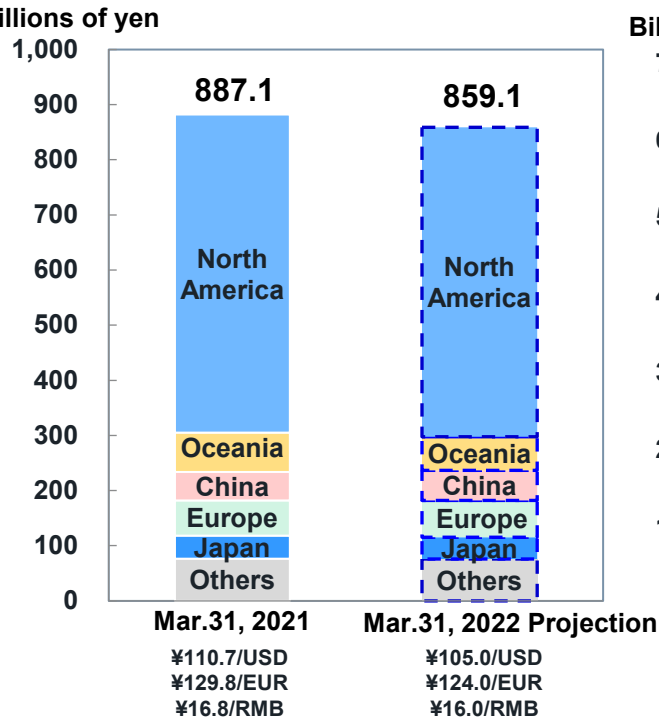 illions of yen
1,000
900
800
700
600
500
400
300
200
100
0
887.1
North
America
Oceania
China
Europe
Japan
Others
859.1
North
America
Oceania
China
Europe
Japan
Others
Mar.31, 2021
¥110.7/USD
¥129.8/EUR
¥16.8/RMB
Mar.31, 2022 Projection
¥105.0/USD
¥124.0/EUR
¥16.0/RMB
Bil